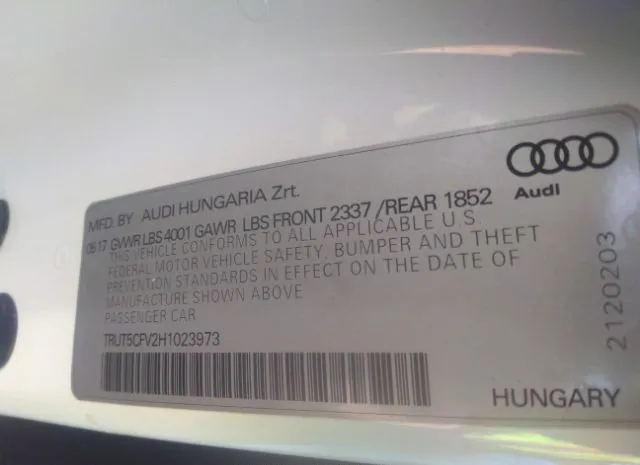 Audi
MFD. BY AUDI HUNGARIA Zrt.
05 17 GVWR LBS 4001 GAWR LBS FRONT 2337 /REAR 1852
THIS VEHICLE CONFORMS TO ALL APPLICABLE U.S.
FEDERAL MOTOR VEHICLE SAFETY, BUMPER AND THEFT
PREVENTION STANDARDS IN EFFECT ON THE DATE OF
MANUFACTURE SHOWN ABOVE
PASSENGER CAR
TRUT5CFV2H1023973
HUNGARY
2120203